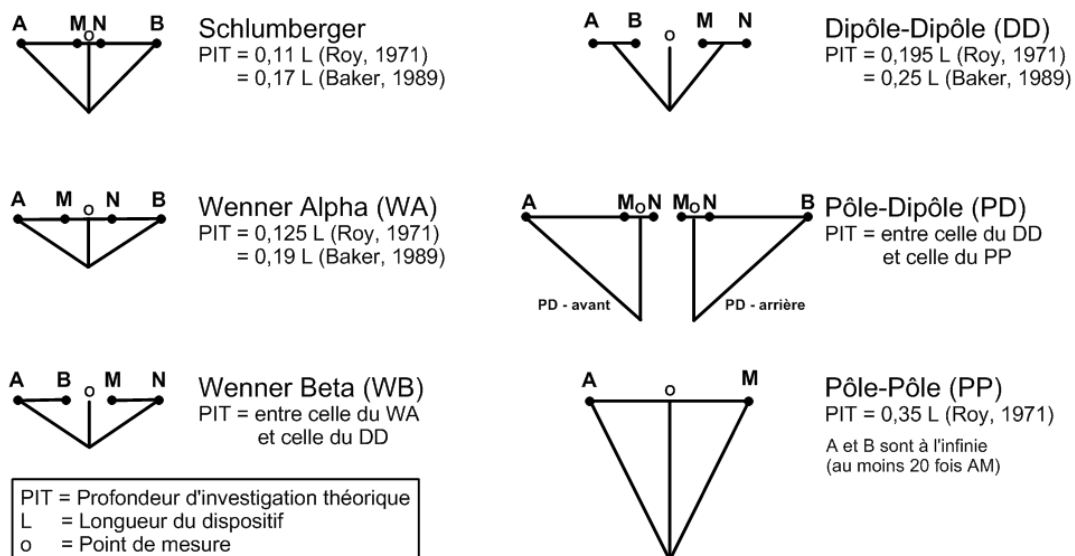 A M N B
O
Schlumberger
PIT = 0,11 L (Roy, 1971)
= 0,17 L (Baker, 1989)
A B M N
O
Dipôle-Dipôle (DD)
PIT = 0,195 L (Roy, 1971)
= 0,25 L (Baker, 1989)
A M N B
O
Wenner Alpha (WA)
PIT = 0,125 L (Roy, 1971)
= 0,19 L (Baker, 1989)
A M O N M O N B
PD - avant
PD - arrière
Pôle-Dipôle (PD)
PIT = entre celle du DD
et celle du PP
A B M N
O
Wenner Beta (WB)
PIT = entre celle du WA
et celle du DD
A M
O
Pôle-Pôle (PP)
PIT = 0,35 L (Roy, 1971)
A et B sont à l'infinie
(au moins 20 fois AM)
PIT = Profondeur d'investigation théorique
L = Longueur du dispositif
o = Point de mesure